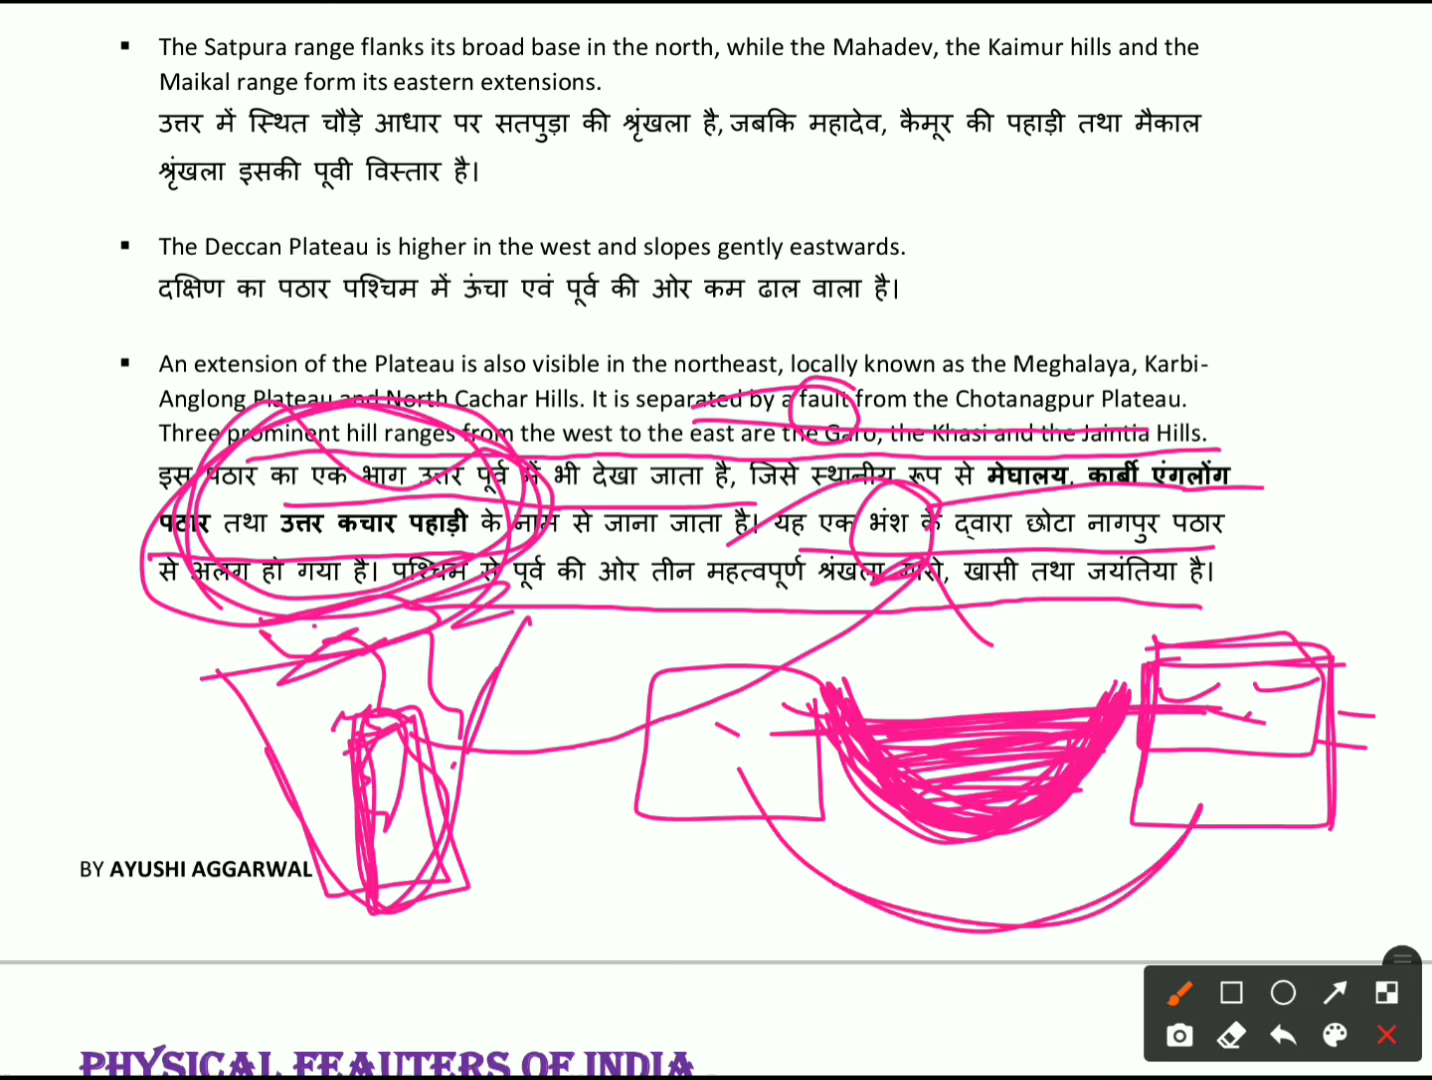 ▪ The Satpura range flanks its broad base in the north, while the Mahadev, the Kaimur hills and the
Maikal range form its eastern extensions.
उत्तर में स्थित चौड़े आधार पर सतपुड़ा की श्रृंखला है, जबकि महादेव, कैमूर की पहाड़ी तथा मैकाल
श्रृंखला इसकी पूवी विस्तार है।
▪ The Deccan Plateau is higher in the west and slopes gently eastwards.
दक्षिण का पठार पश्चिम में ऊंचा एवं पूर्व की ओर कम ढाल वाला है।
▪ An extension of the Plateau is also visible in the northeast, locally known as the Meghalaya, Karbi-
Anglong Plateau and North Cachar Hills. It is separated by a fault from the Chotanagpur Plateau.
Three prominent hill ranges from the west to the east are the Garo, the Khasi and the Jaintia Hills.
इस पठार का एक भाग उत्तर पूर्व में भी देखा जाता है, जिसे स्थानीय रूप से मेघालय, कार्बी एंगलोंग
पठार तथा उत्तर कचार पहाड़ी के नाम से जाना जाता है। यह एक भंश के द्वारा छोटा नागपुर पठार
से अलग हो गया है। पश्चिम से पूर्व की ओर तीन महत्वपूर्ण श्रंखला गारो, खासी तथा जयंतिया है।
BY AYUSHI AGGARWAL
PHYSICAL FEAUTERS OF INDIA